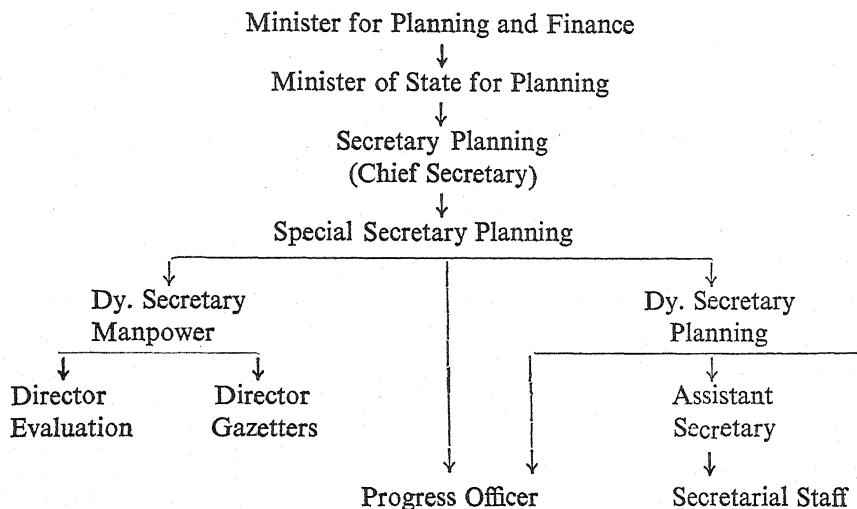 Minister for Planning and Finance
Minister of State for Planning
Secretary Planning
(Chief Secretary)
Special Secretary Planning
Dy. Secretary
Manpower
Dy. Secretary
Planning
Director
Evaluation
Director
Gazetters
Assistant
Secretary
Progress Officer
Secretarial Staff